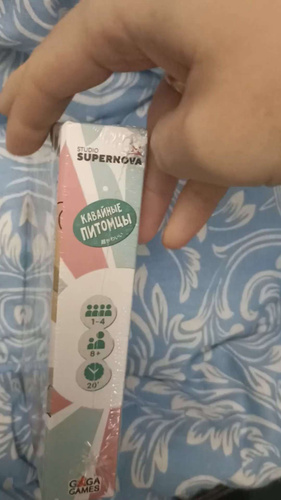 STUDIO
SUPERNOVA
КАВАЙНЫЕ
ПИТОМЦЫ
1-4
8+
20'
GAGA
GAMES